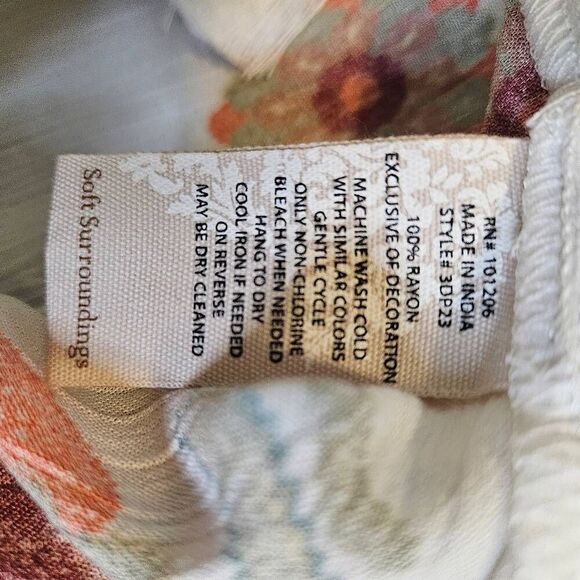 RN# 101206
MADE IN INDIA
STYLE# 3DP23
100% RAYON
EXCLUSIVE OF DECORATION
MACHINE WASH COLD
WITH SIMILAR COLORS
GENTLE CYCLE
ONLY NON-CHLORINE
BLEACH WHEN NEEDED
HANG TO DRY
COOL IRON IF NEEDED
ON REVERSE
MAY BE DRY CLEANED
Soft Surroundings